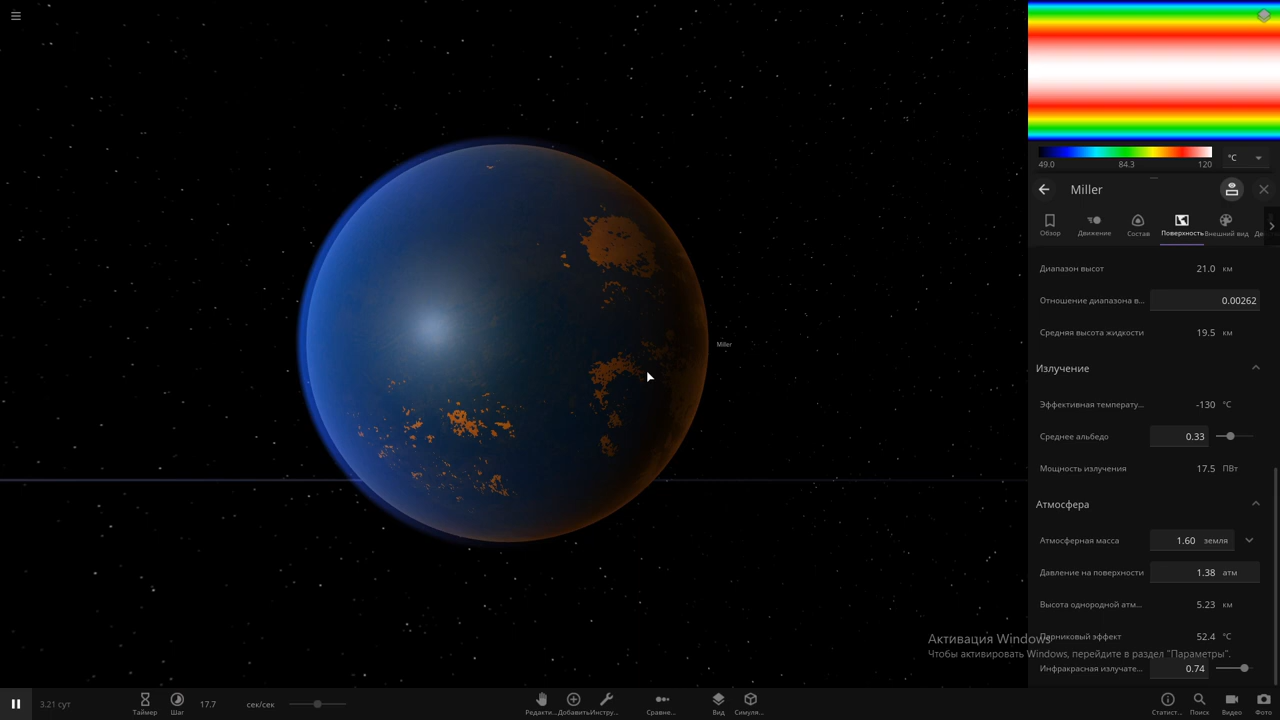 49.0 84.3 120 °C
Miller
Обзор Движение Состав Поверхность Внешний вид Де
Диапазон высот 21.0 км
Отношение диапазона в... 0.00262
Средняя высота жидкости 19.5 км
Miller
Излучение
Эффективная температу... -130 °C
Среднее альбедо 0.33
Мощность излучения 17.5 ПВт
Атмосфера
Атмосферная масса 1.60 земля
Давление на поверхности 1.38 атм
Высота однородной атм... 5.23 км
Активация Windows
Парниковый эффект 52.4 °C
Чтобы активировать Windows, перейдите в раздел "Параметры".
Инфракрасная излучате... 0.74
3.21 сут Таймер Шаг 17.7 сек/сек Редакти... Добавить Инстру... Сравне... Вид Симуля... Статист... Поиск Видео Фото